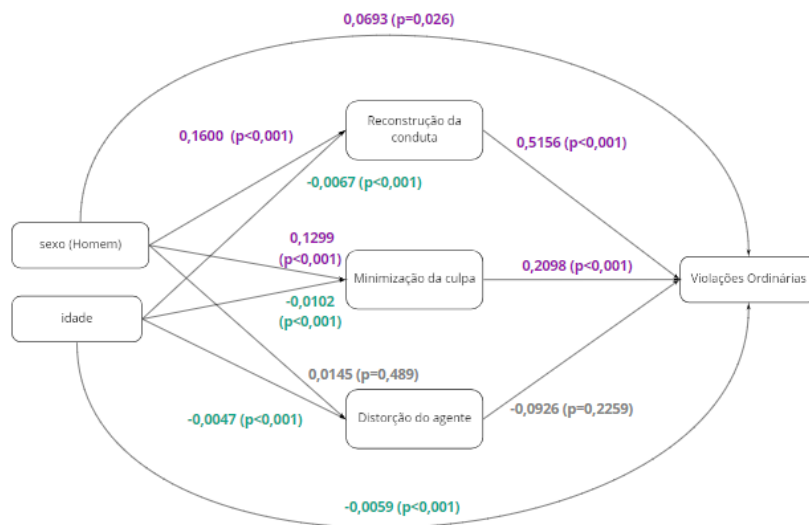 0,0693 (p=0,026)
Reconstrução da
conduta
0,1600 (p<0,001)
0,5156 (p<0,001)
-0,0067 (p<0,001)
sexo (Homem)
0,1299
(p<0,001)
Minimização da culpa
0,2098 (p<0,001)
Violações Ordinárias
-0,0102
(p<0,001)
idade
0,0145 (p=0,489)
-0,0047 (p<0,001)
Distorção do agente
-0,0926 (p=0,2259)
-0,0059 (p<0,001)